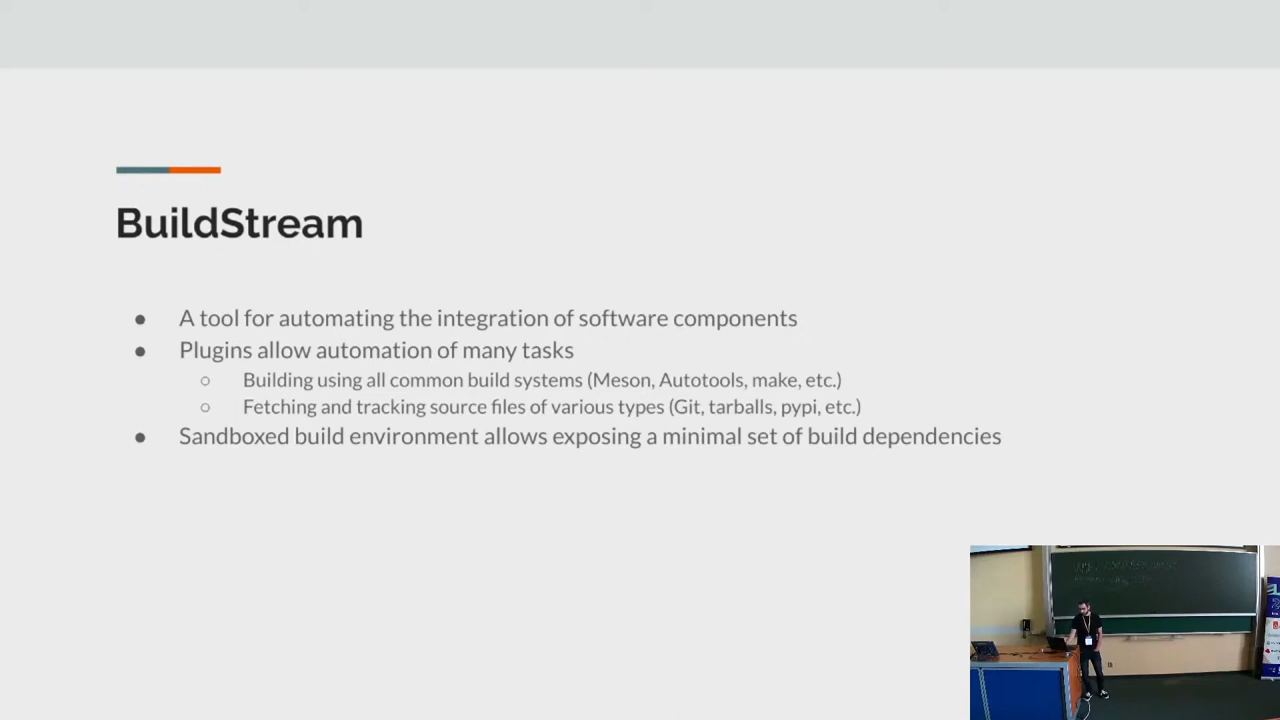 BuildStream
● A tool for automating the integration of software components
● Plugins allow automation of many tasks
○ Building using all common build systems (Meson, Autotools, make, etc.)
○ Fetching and tracking source files of various types (Git, tarballs, pypi, etc.)
● Sandboxed build environment allows exposing a minimal set of build dependencies